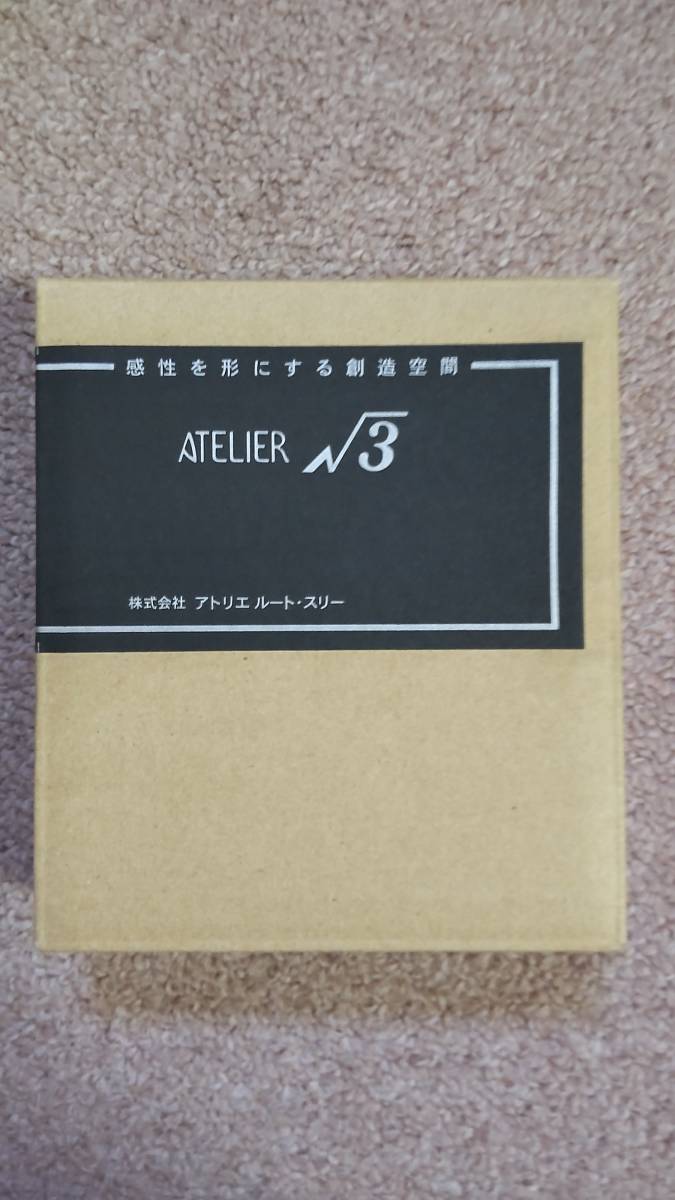 感性を形にする創造空間
ATELIER √3
株式会社 アトリエ ルート・スリー